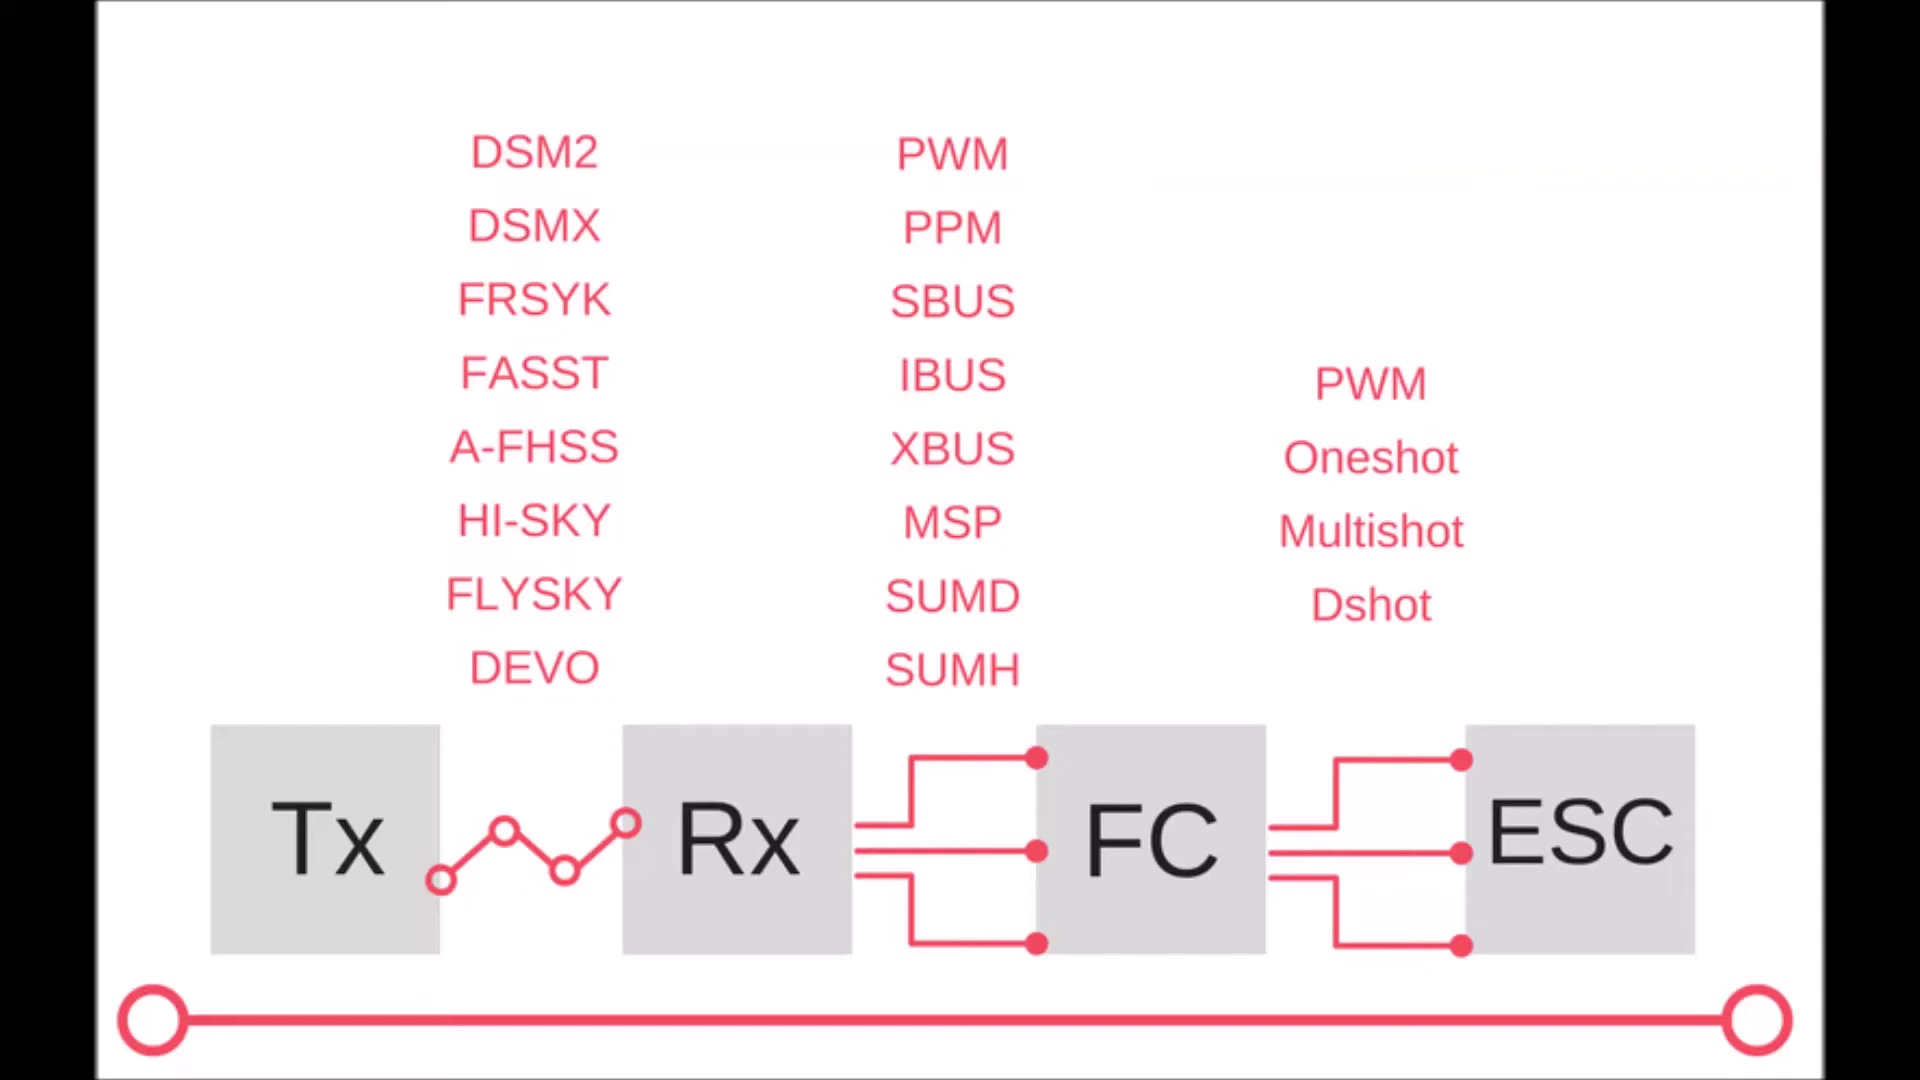 DSM2
DSMX
FRSYK
FASST
A-FHSS
HI-SKY
FLYSKY
DEVO
PWM
PPM
SBUS
IBUS
XBUS
MSP
SUMD
SUMH
PWM
Oneshot
Multishot
Dshot
Tx
Rx
FC
ESC